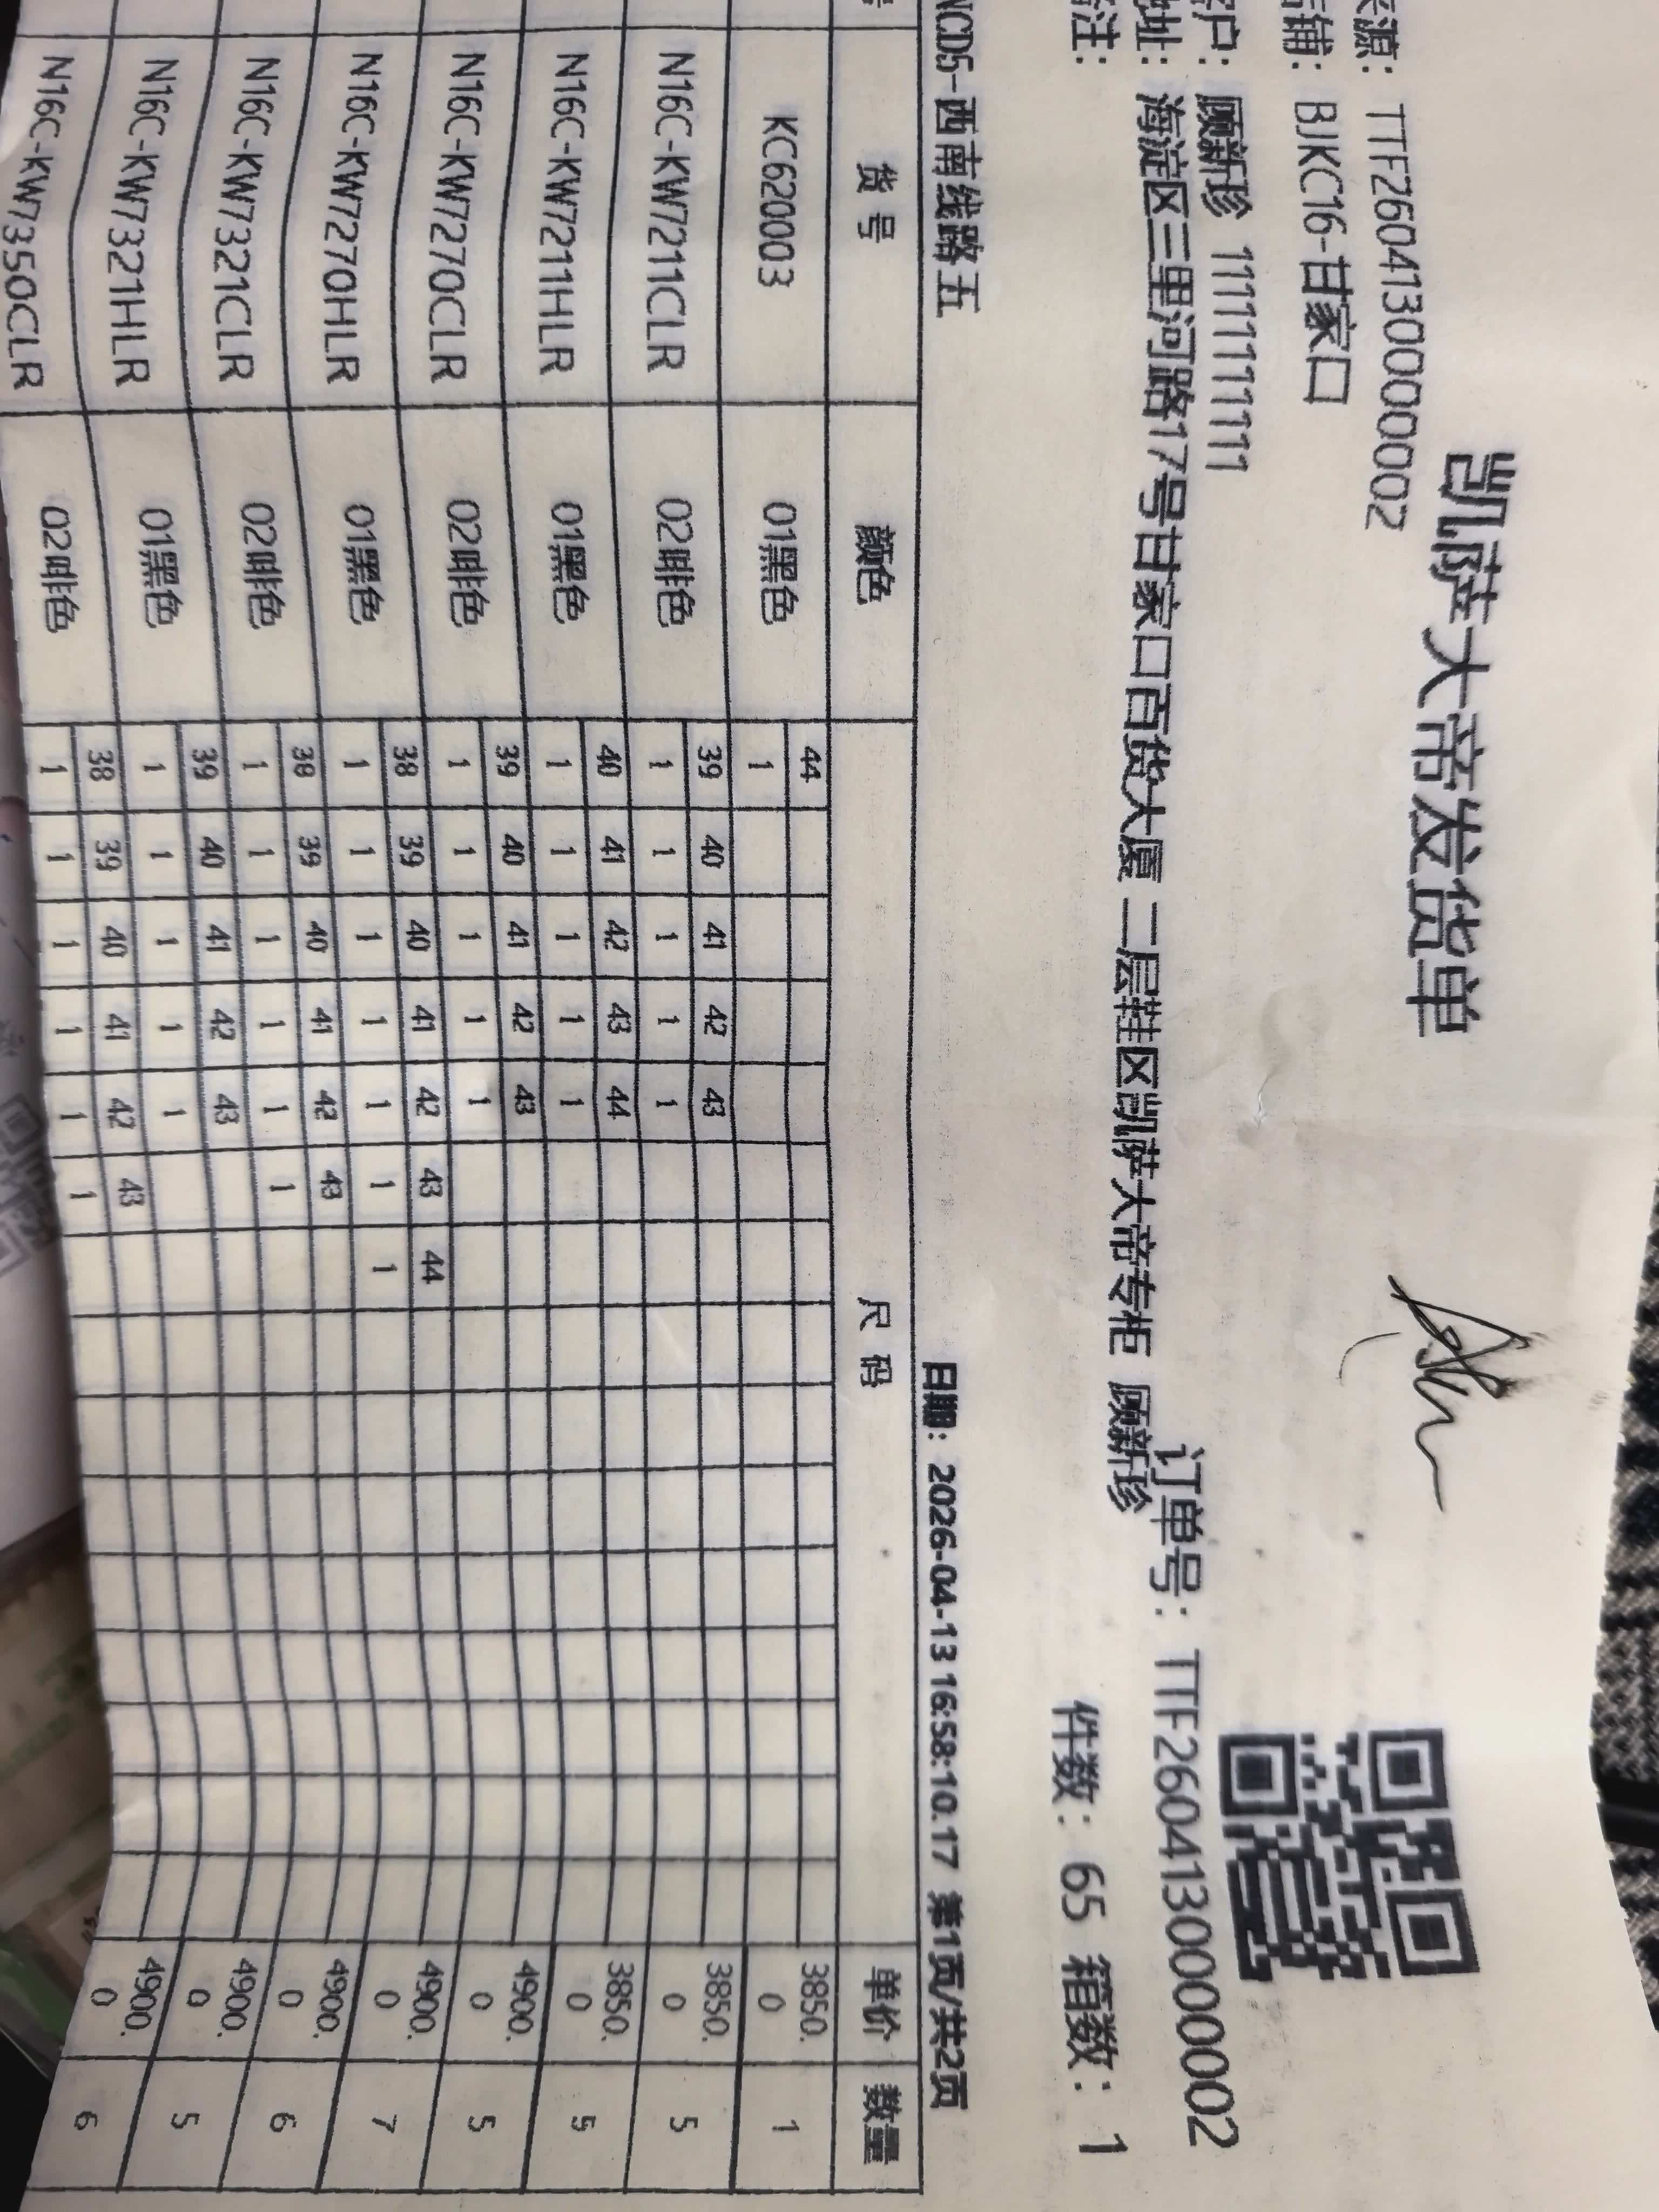 凯萨大帝发货单
源：TTF260413000002
铺：BJKC16-甘家口
户：顾新珍 11111111111
订单号：TTF260413000002
址：海淀区三里河路17号甘家口百货大厦 二层鞋区凯萨大帝专柜 顾新珍
注：
件数：65 箱数：1
NCD5-西南线路五 日期：2026-04-13 16:58:10.17 第1页/共2页
货号 颜色 尺码 单价 数量
KC620003 01黑色 44 3850.0 1
1
N16C-KW7211CLR 02啡色 39 40 41 42 43 3850.0 5
1 1 1 1 1
N16C-KW7211HLR 01黑色 40 41 42 43 44 3850.0 5
1 1 1 1 1
N16C-KW7270CLR 02啡色 39 40 41 42 43 4900.0 5
1 1 1 1 1
N16C-KW7270HLR 01黑色 38 39 40 41 42 43 44 4900.0 7
1 1 1 1 1 1 1
N16C-KW7321CLR 02啡色 38 39 40 41 42 43 4900.0 6
1 1 1 1 1 1
N16C-KW7321HLR 01黑色 39 40 41 42 43 4900.0 5
1 1 1 1 1
N16C-KW7350CLR 02啡色 38 39 40 41 42 43 4900.0 6
1 1 1 1 1 1